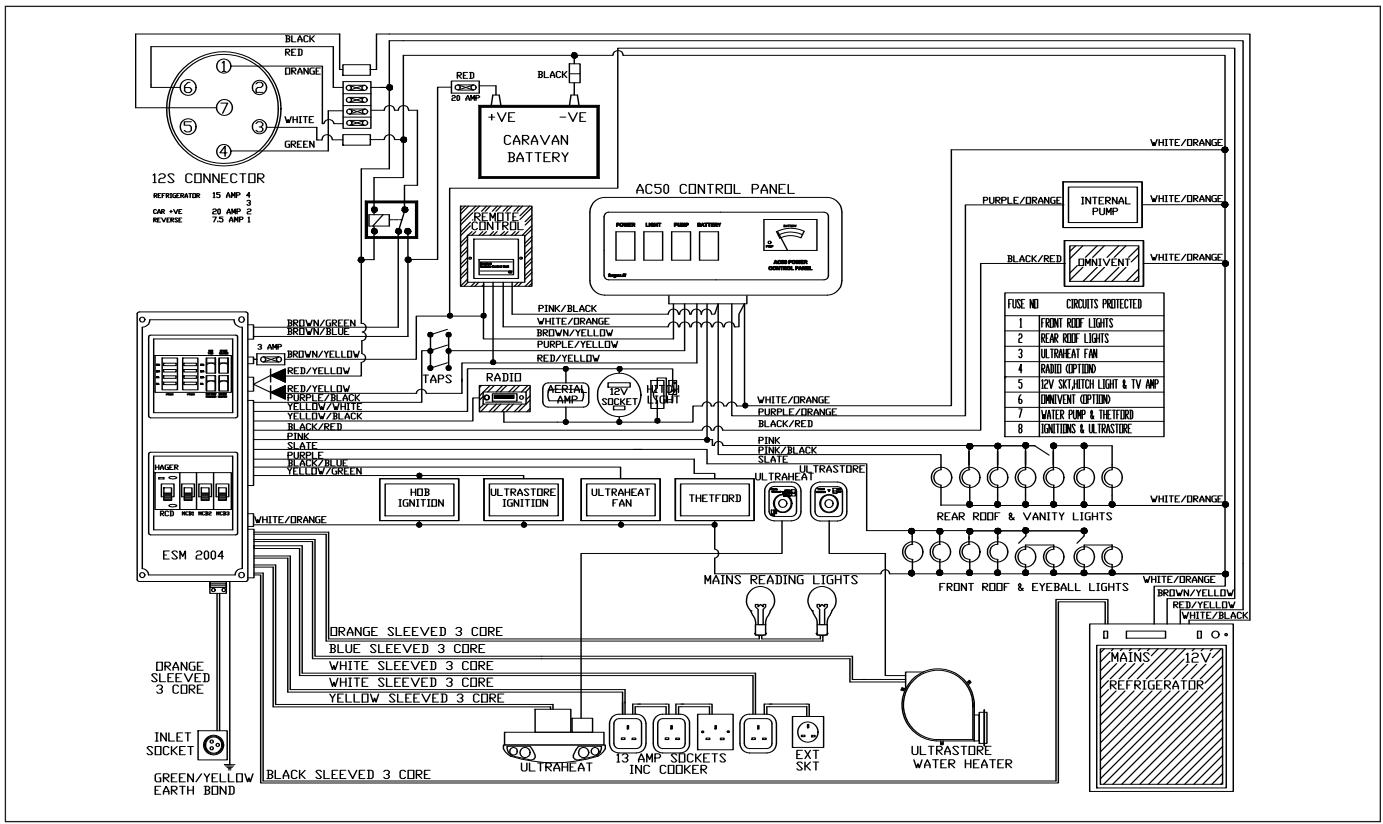 BLACK
RED
ORANGE
WHITE
GREEN
1
2
3
4
5
6
7
12S CONNECTOR
REFRIGERATOR 15 AMP 4
3
CAR +VE 20 AMP 2
REVERSE 7.5 AMP 1
RED
20 AMP
BLACK
+VE -VE
CARAVAN
BATTERY
REMOTE
CONTROL
AC50 CONTROL PANEL
POWER LIGHT PUMP BATTERY
BATTERY
AC50 POWER
CONTROL PANEL
WHITE/ORANGE
PURPLE/ORANGE
INTERNAL
PUMP
WHITE/ORANGE
BLACK/RED
OMNIVENT
WHITE/ORANGE
FUSE NO CIRCUITS PROTECTED
1 FRONT ROOF LIGHTS
2 REAR ROOF LIGHTS
3 ULTRAHEAT FAN
4 RADIO (OPTION)
5 12V SKT,HITCH LIGHT & TV AMP
6 OMNIVENT (OPTION)
7 WATER PUMP & THETFORD
8 IGNITIONS & ULTRASTORE
PINK/BLACK
WHITE/ORANGE
BROWN/YELLOW
PURPLE/YELLOW
RED/YELLOW
BROWN/GREEN
BROWN/BLUE
3 AMP
BROWN/YELLOW
RED/YELLOW
RED/YELLOW
PURPLE/BLACK
YELLOW/WHITE
YELLOW/BLACK
BLACK/RED
PINK
SLATE
PURPLE
BLACK/BLUE
YELLOW/GREEN
TAPS
RADIO
AERIAL
AMP
12V
SOCKET
HITCH
LIGHT
WHITE/ORANGE
PURPLE/ORANGE
BLACK/RED
PINK
PINK/BLACK
SLATE
HAGER
RCD MCB1 MCB2 MCB3
ESM 2004
WHITE/ORANGE
HOB
IGNITION
ULTRASTORE
IGNITION
ULTRAHEAT
FAN
THETFORD
ULTRAHEAT
ULTRASTORE
WHITE/ORANGE
REAR ROOF & VANITY LIGHTS
FRONT ROOF & EYEBALL LIGHTS
MAINS READING LIGHTS
WHITE/ORANGE
BROWN/YELLOW
RED/YELLOW
WHITE/BLACK
MAINS 12V
REFRIGERATOR
ORANGE SLEEVED 3 CORE
BLUE SLEEVED 3 CORE
WHITE SLEEVED 3 CORE
WHITE SLEEVED 3 CORE
YELLOW SLEEVED 3 CORE
ORANGE
SLEEVED
3 CORE
INLET
SOCKET
GREEN/YELLOW
EARTH BOND
BLACK SLEEVED 3 CORE
ULTRAHEAT
13 AMP SOCKETS
INC COOKER
EXT
SKT
ULTRASTORE
WATER HEATER